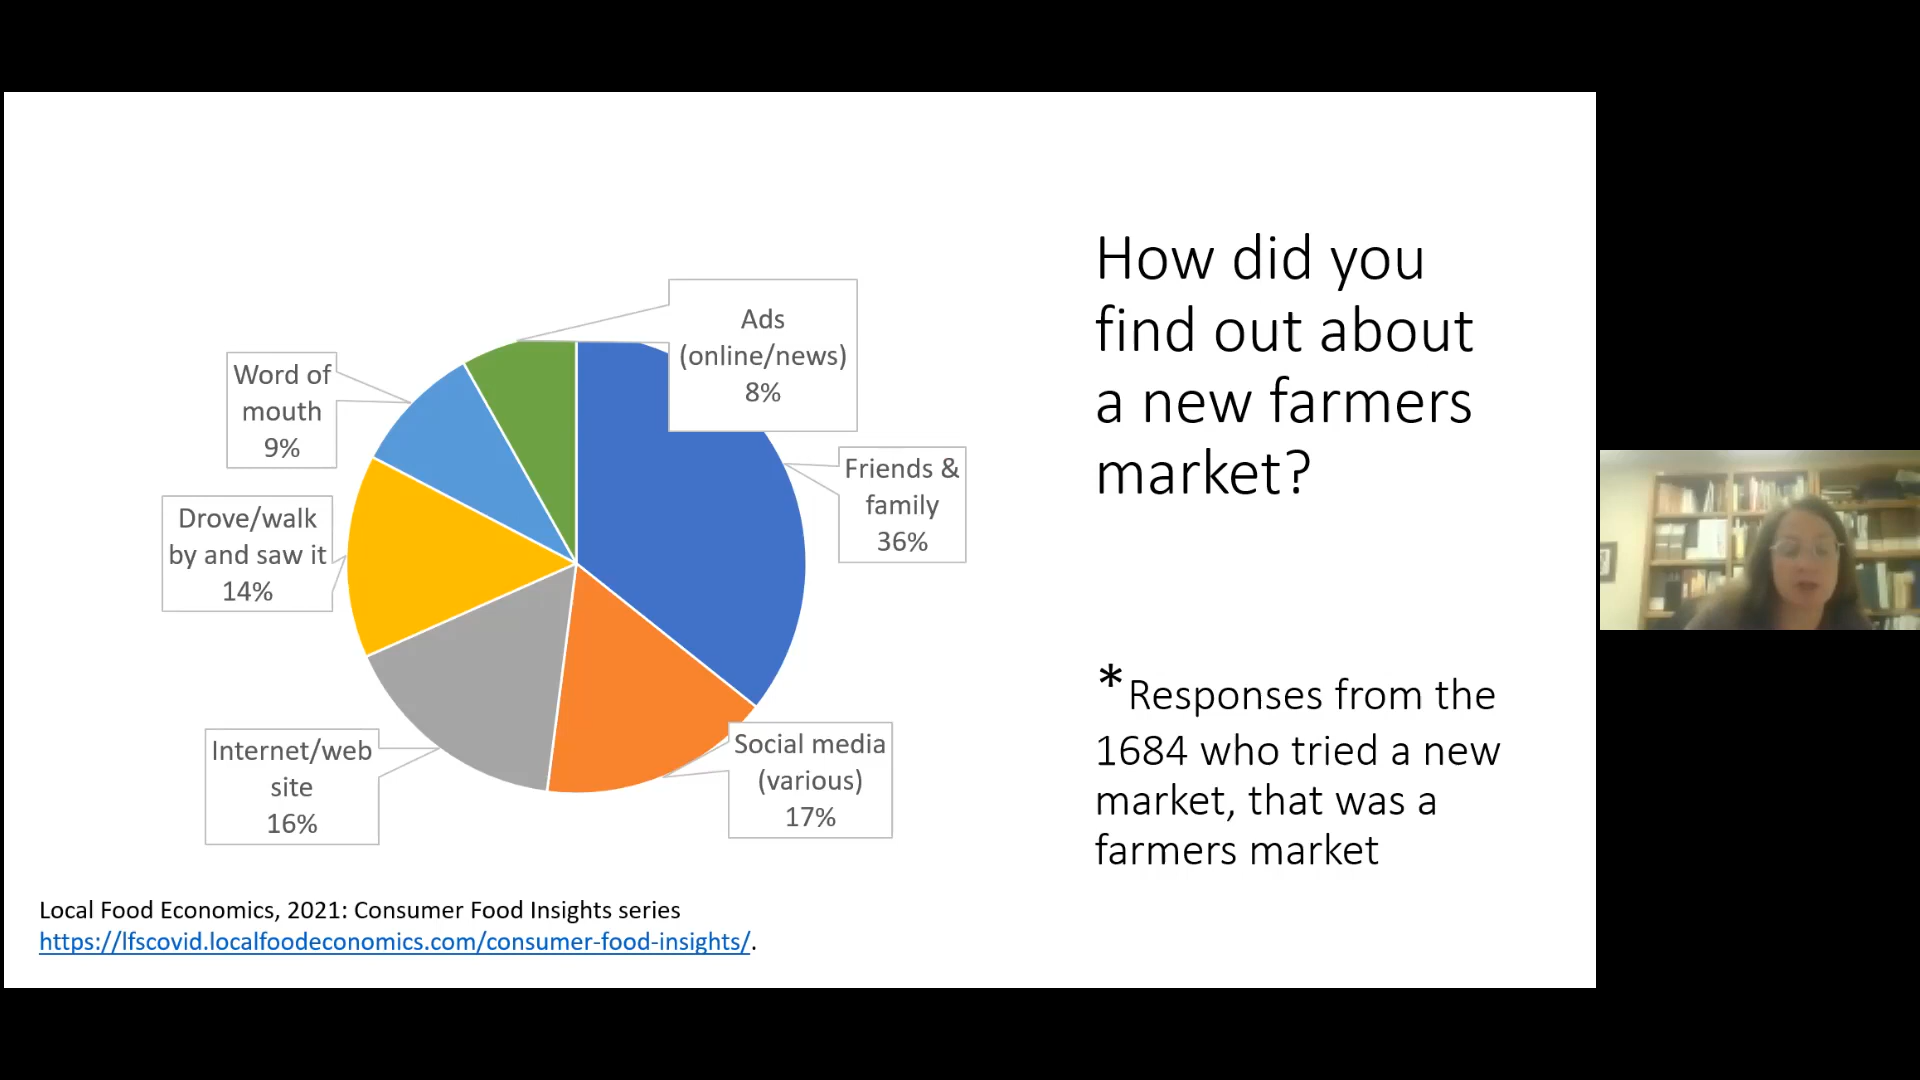 How did you
find out about
a new farmers
market?
Ads
(online/news)
8%
Friends &
family
36%
Social media
(various)
17%
Internet/web
site
16%
Drove/walk
by and saw it
14%
Word of
mouth
9%
*Responses from the
1684 who tried a new
market, that was a
farmers market
Local Food Economics, 2021: Consumer Food Insights series
https://lfscovid.localfoodeconomics.com/consumer-food-insights/.